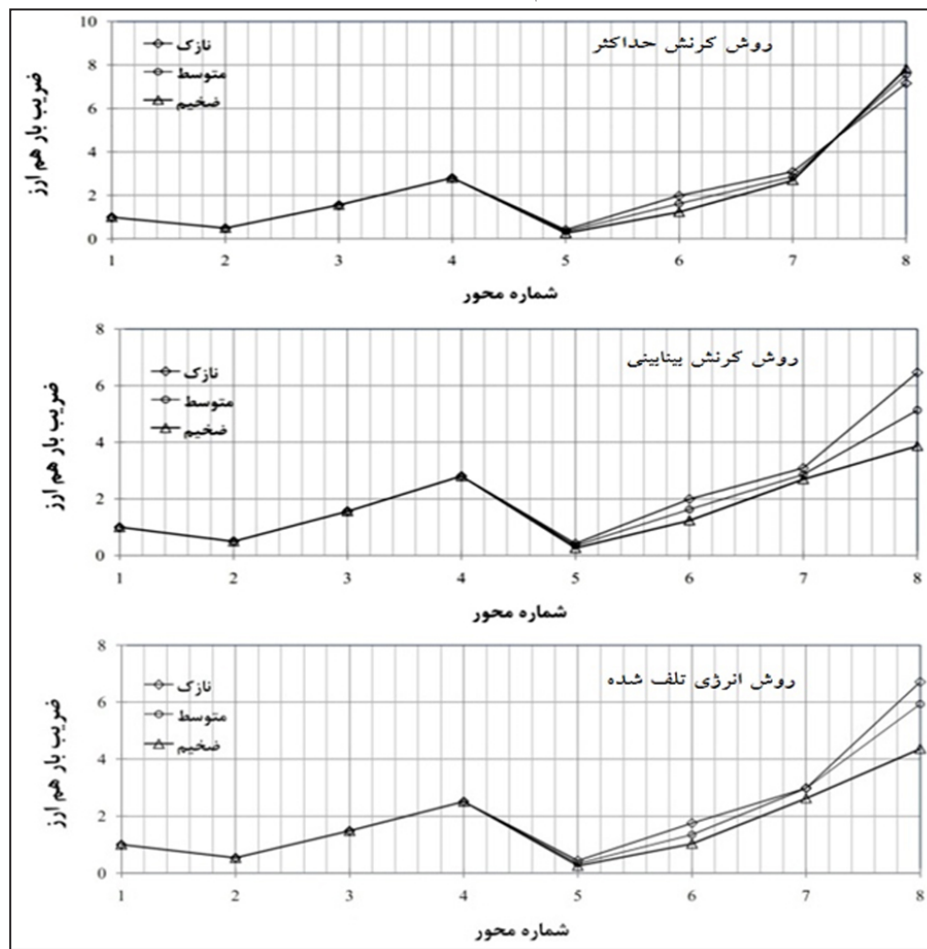 روش کرنش حداکثر
نازک
متوسط
ضخیم
ضریب بار هم ارز
10
8
6
4
2
0
1 2 3 4 5 6 7 8
شماره محور
روش کرنش بینابینی
نازک
متوسط
ضخیم
ضریب بار هم ارز
8
6
4
2
0
1 2 3 4 5 6 7 8
شماره محور
روش انرژی تلف شده
نازک
متوسط
ضخیم
ضریب بار هم ارز
8
6
4
2
0
1 2 3 4 5 6 7 8
شماره محور